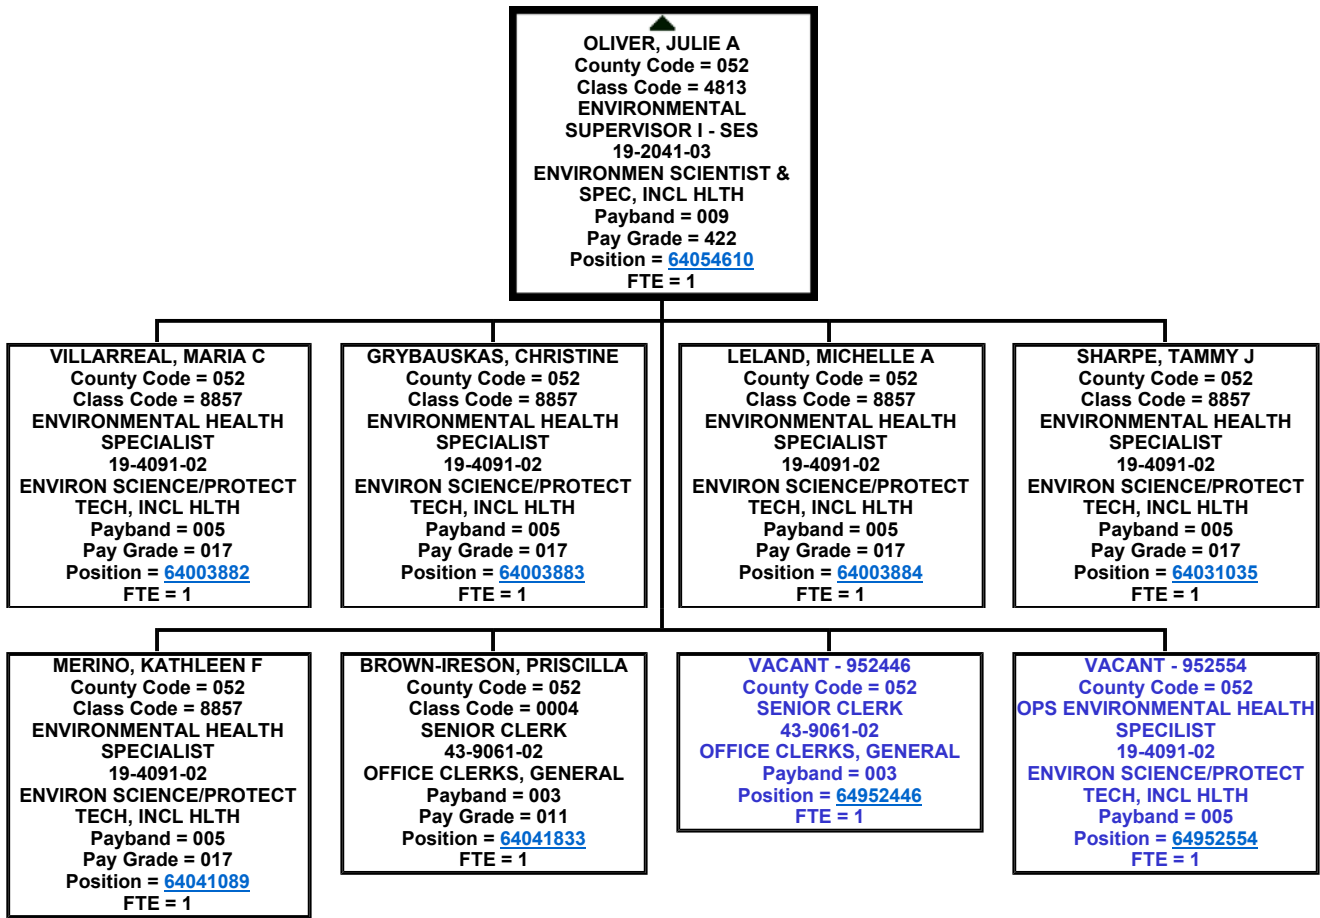 OLIVER, JULIE A
County Code = 052
Class Code = 4813
ENVIRONMENTAL
SUPERVISOR I - SES
19-2041-03
ENVIRONMEN SCIENTIST &
SPEC, INCL HLTH
Payband = 009
Pay Grade = 422
Position = 64054610
FTE = 1
VILLARREAL, MARIA C
County Code = 052
Class Code = 8857
ENVIRONMENTAL HEALTH
SPECIALIST
19-4091-02
ENVIRON SCIENCE/PROTECT
TECH, INCL HLTH
Payband = 005
Pay Grade = 017
Position = 64003882
FTE = 1
GRYBAUSKAS, CHRISTINE
County Code = 052
Class Code = 8857
ENVIRONMENTAL HEALTH
SPECIALIST
19-4091-02
ENVIRON SCIENCE/PROTECT
TECH, INCL HLTH
Payband = 005
Pay Grade = 017
Position = 64003883
FTE = 1
LELAND, MICHELLE A
County Code = 052
Class Code = 8857
ENVIRONMENTAL HEALTH
SPECIALIST
19-4091-02
ENVIRON SCIENCE/PROTECT
TECH, INCL HLTH
Payband = 005
Pay Grade = 017
Position = 64003884
FTE = 1
SHARPE, TAMMY J
County Code = 052
Class Code = 8857
ENVIRONMENTAL HEALTH
SPECIALIST
19-4091-02
ENVIRON SCIENCE/PROTECT
TECH, INCL HLTH
Payband = 005
Pay Grade = 017
Position = 64031035
FTE = 1
MERINO, KATHLEEN F
County Code = 052
Class Code = 8857
ENVIRONMENTAL HEALTH
SPECIALIST
19-4091-02
ENVIRON SCIENCE/PROTECT
TECH, INCL HLTH
Payband = 005
Pay Grade = 017
Position = 64041089
FTE = 1
BROWN-IRESON, PRISCILLA
County Code = 052
Class Code = 0004
SENIOR CLERK
43-9061-02
OFFICE CLERKS, GENERAL
Payband = 003
Pay Grade = 011
Position = 64041833
FTE = 1
VACANT - 952446
County Code = 052
SENIOR CLERK
43-9061-02
OFFICE CLERKS, GENERAL
Payband = 003
Position = 64952446
FTE = 1
VACANT - 952554
County Code = 052
OPS ENVIRONMENTAL HEALTH
SPECILIST
19-4091-02
ENVIRON SCIENCE/PROTECT
TECH, INCL HLTH
Payband = 005
Position = 64952554
FTE = 1